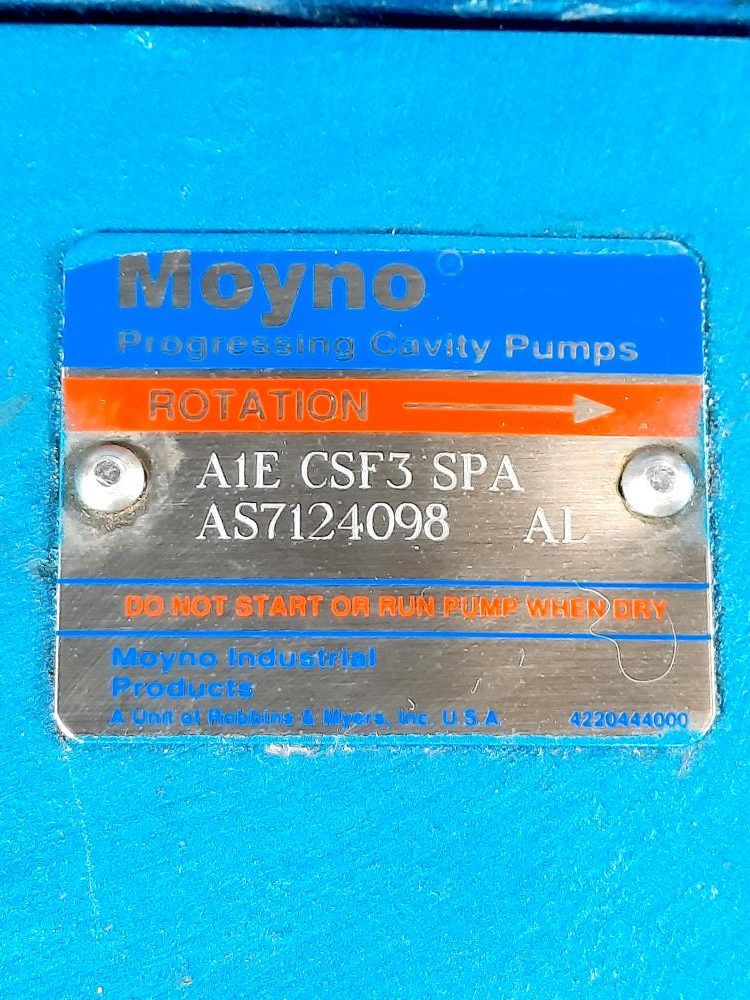 Moyno
Progressing Cavity Pumps
ROTATION
A1E CSF3 SPA
AS7124098 AL
DO NOT START OR RUN PUMP WHEN DRY
Moyno Industrial
Products
A Unit of Robbins & Myers, Inc. U.S.A. 4220444000